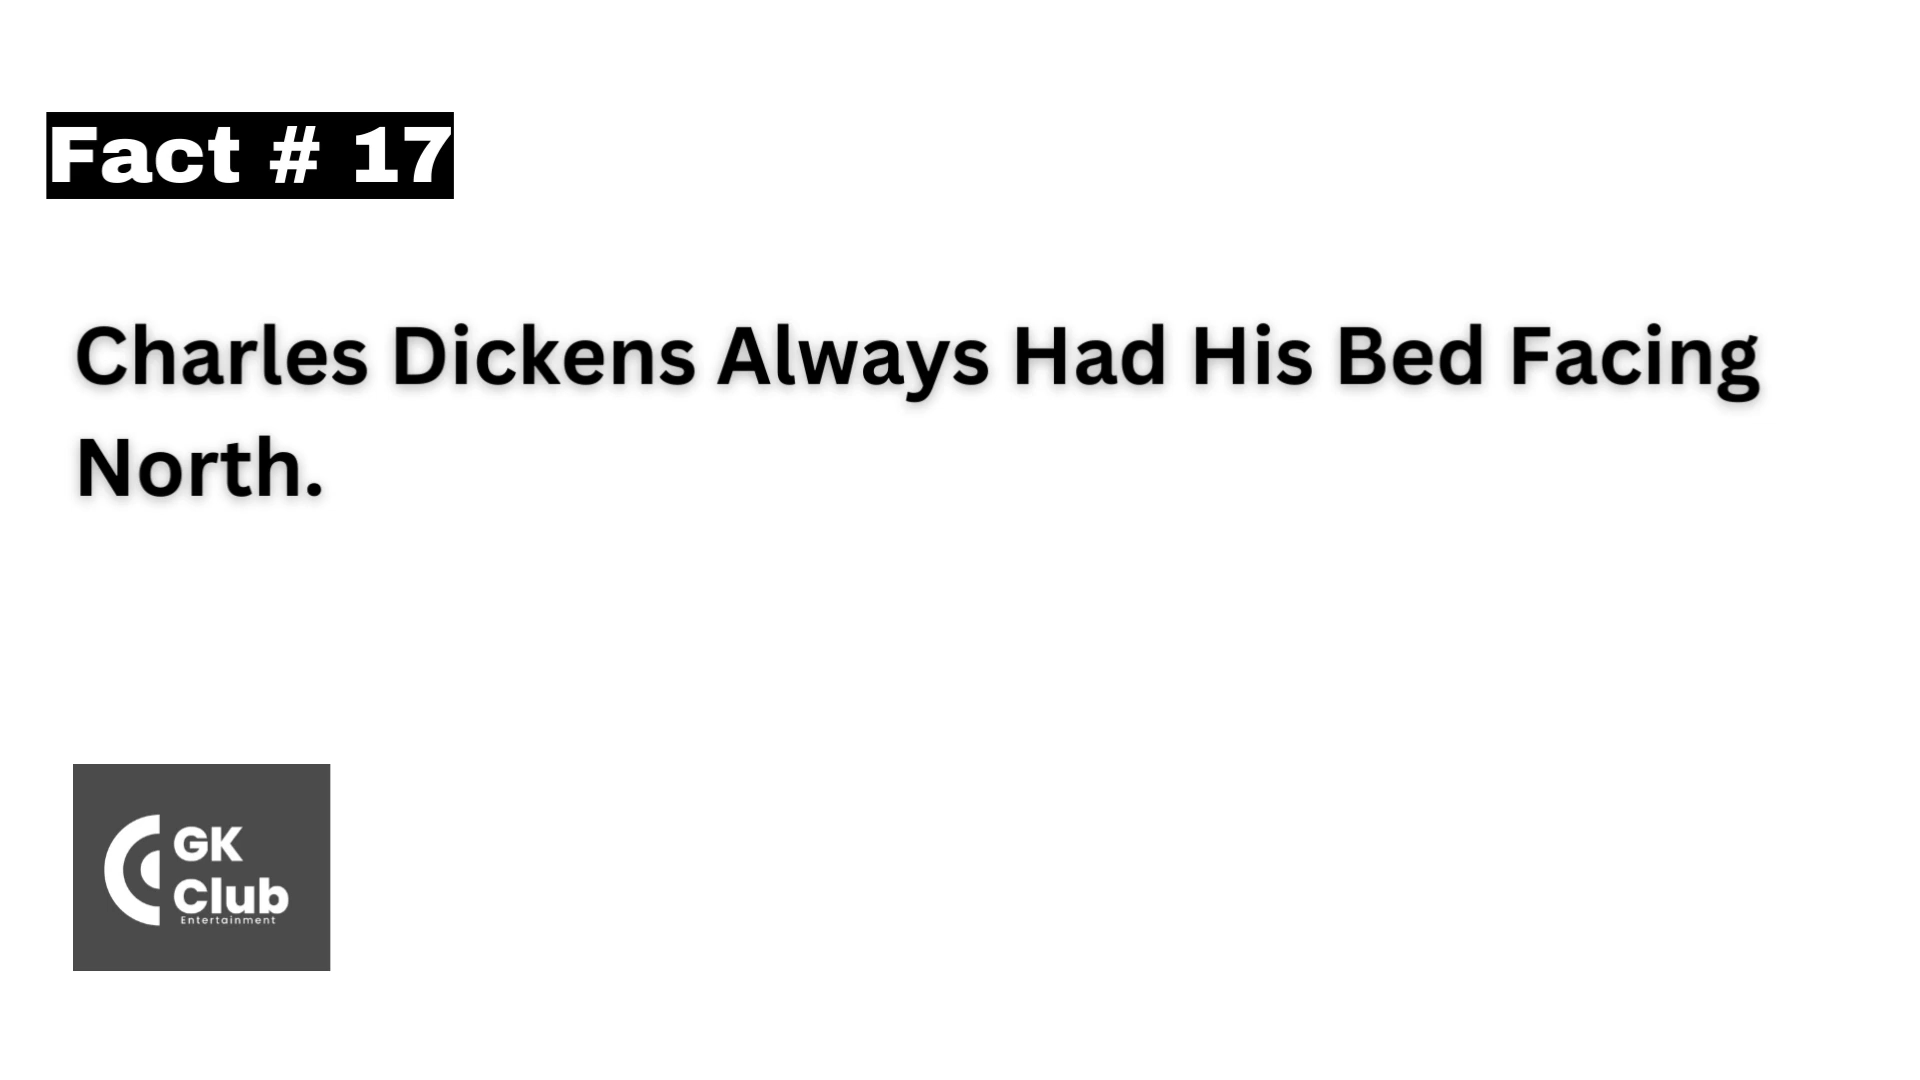 Fact # 17
Charles Dickens Always Had His Bed Facing
North.
GK
Club
Entertainment